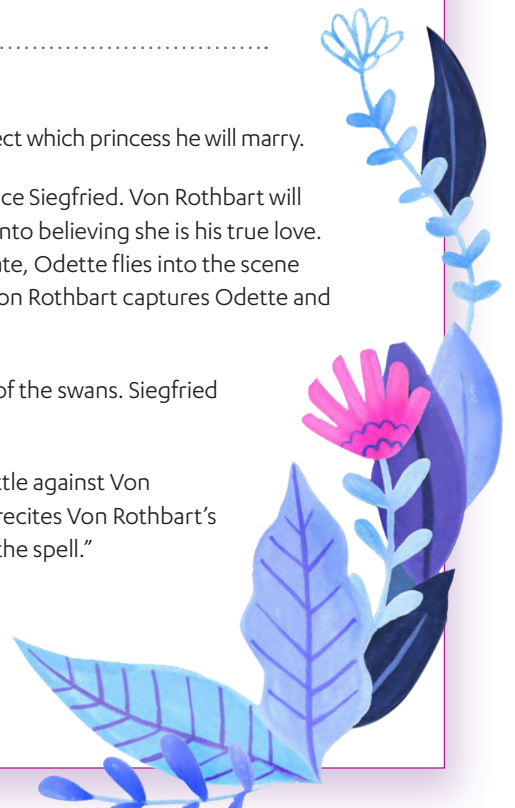 ect which princess he will marry.
ce Siegfried. Von Rothbart will
nto believing she is his true love.
ate, Odette flies into the scene
on Rothbart captures Odette and
of the swans. Siegfried
ttle against Von
recites Von Rothbart’s
the spell.”